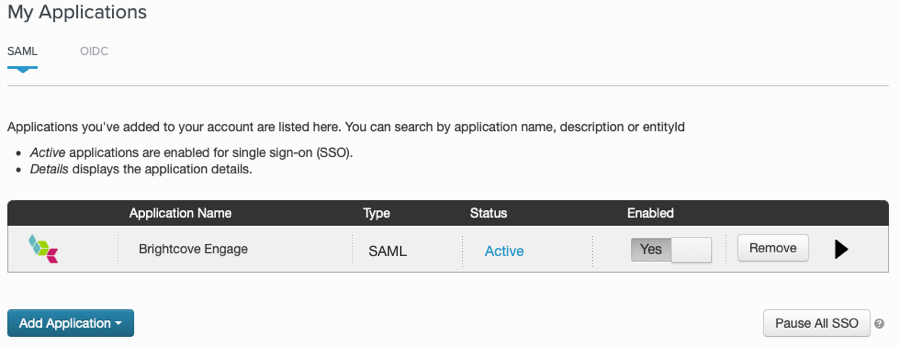 My Applications
SAML OIDC
Applications you've added to your account are listed here. You can search by application name, description or entityId
• Active applications are enabled for single sign-on (SSO).
• Details displays the application details.
Application Name Type Status Enabled
Brightcove Engage SAML Active Yes Remove
Add Application Pause All SSO ?